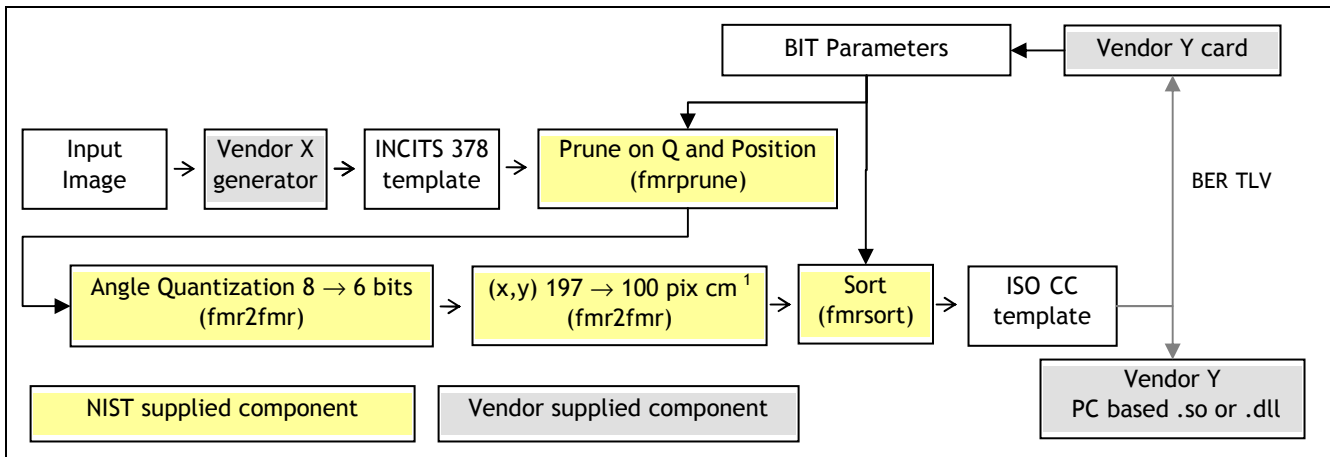 BIT Parameters
Vendor Y card
Input
Image
Vendor X
generator
INCITS 378
template
Prune on Q and Position
(fmrprune)
BER TLV
Angle Quantization 8 → 6 bits
(fmr2fmr)
(x,y) 197 → 100 pix cm ¹
(fmr2fmr)
Sort
(fmrsort)
ISO CC
template
Vendor Y
PC based .so or .dll
NIST supplied component
Vendor supplied component